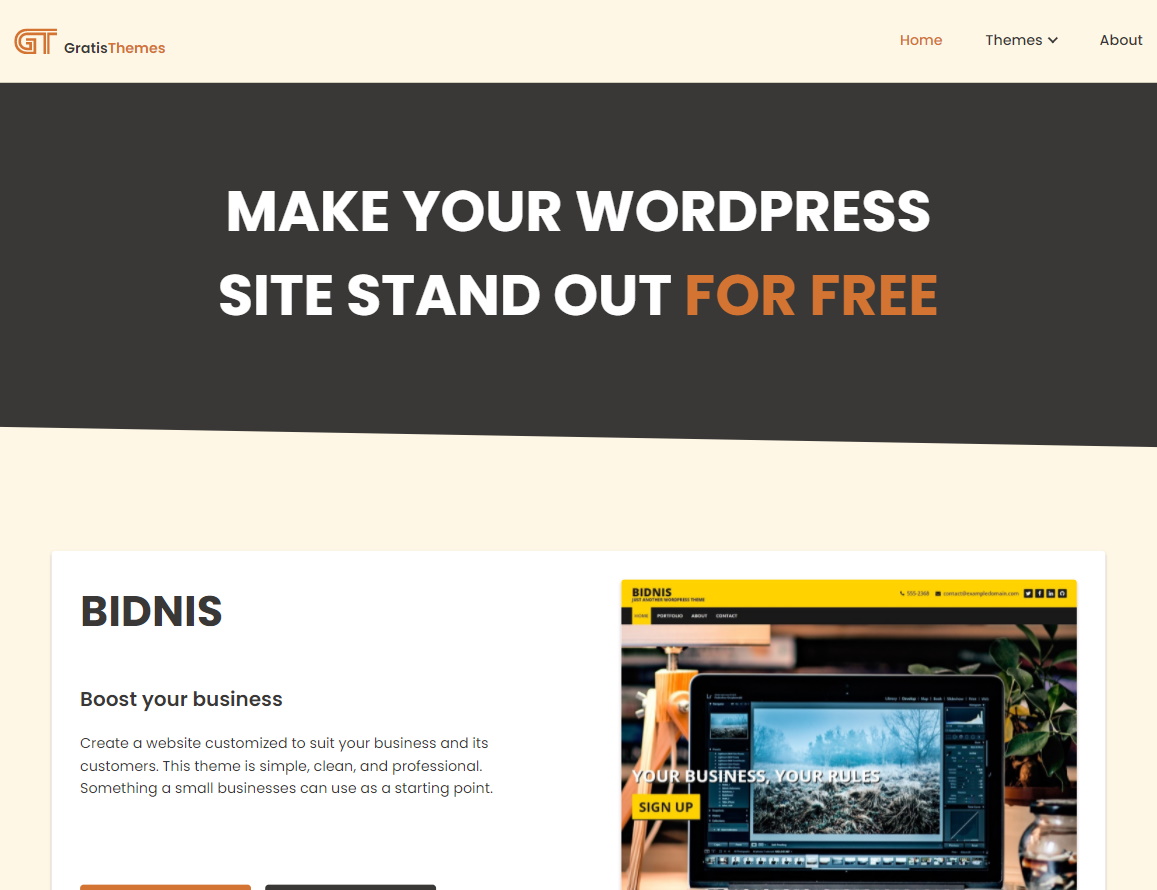 GT GratisThemes
Home Themes About
MAKE YOUR WORDPRESS
SITE STAND OUT FOR FREE
BIDNIS
Boost your business
Create a website customized to suit your business and its
customers. This theme is simple, clean, and professional.
Something a small businesses can use as a starting point.
BIDNIS
JUST ANOTHER WORDPRESS THEME
555-2368 contact@exampledomain.com
HOME PORTFOLIO ABOUT CONTACT
YOUR BUSINESS, YOUR RULES
SIGN UP